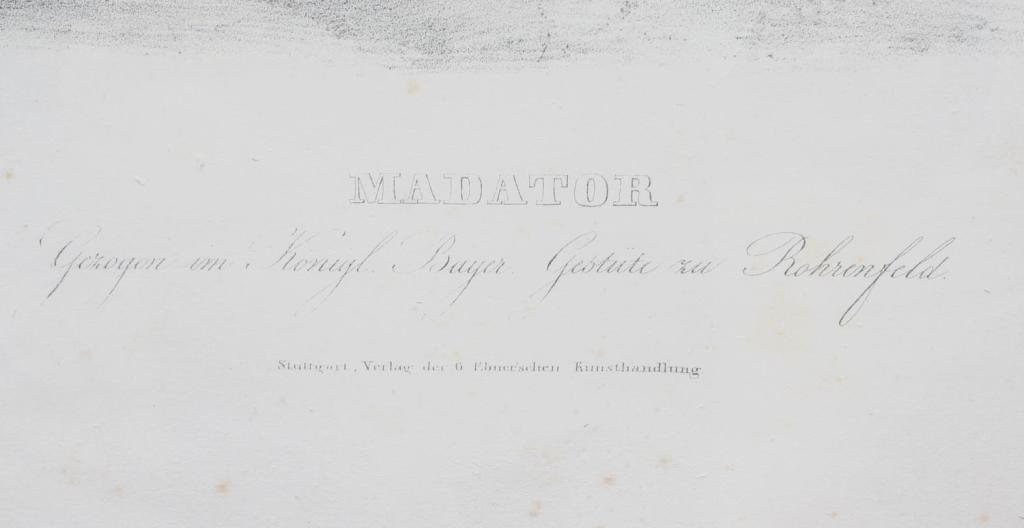 MADATOR
Gezogen im Königl. Bayer. Gestüte zu Rohrenfeld.
Stuttgart, Verlag der G. Ebner'schen Kunsthandlung